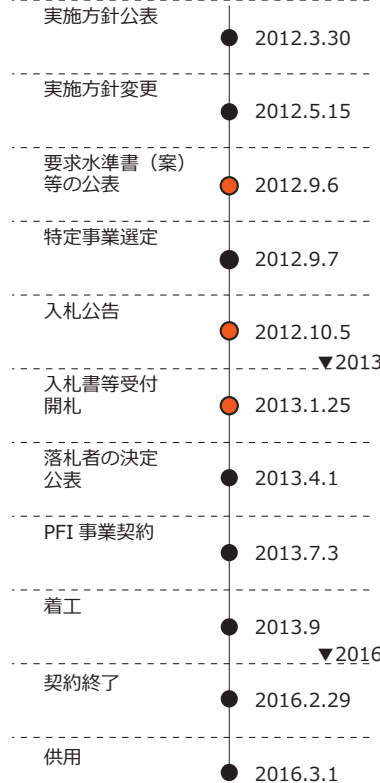 実施方針公表
2012.3.30
実施方針変更
2012.5.15
要求水準書（案）
等の公表
2012.9.6
特定事業選定
2012.9.7
入札公告
2012.10.5
▼2013
入札書等受付
開札
2013.1.25
落札者の決定
公表
2013.4.1
PFI 事業契約
2013.7.3
着工
2013.9
▼2016
契約終了
2016.2.29
供用
2016.3.1